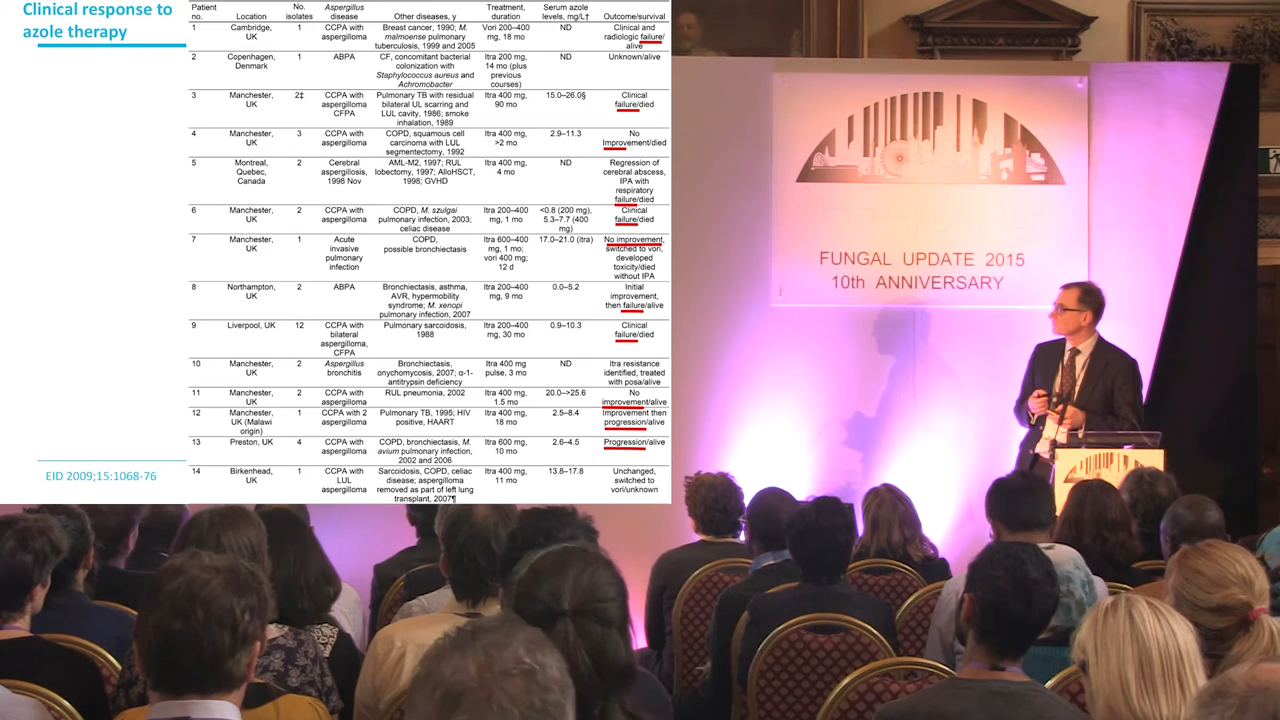 Clinical response to
azole therapy
Patient no. Location No. isolates Aspergillus disease Other diseases, y Treatment, duration Serum azole levels, mg/L† Outcome/survival
1 Cambridge, UK 1 CCPA with aspergilloma Breast cancer, 1990; M. malmoense pulmonary tuberculosis, 1999 and 2005 Vori 200–400 mg, 18 mo ND Clinical and radiologic failure/alive
2 Copenhagen, Denmark 1 ABPA CF, concomitant bacterial colonization with Staphylococcus aureus and Achromobacter Itra 200 mg, 14 mo (plus previous courses) ND Unknown/alive
3 Manchester, UK 2‡ CCPA with aspergilloma CFPA Pulmonary TB with residual bilateral UL scarring and LUL cavity, 1986; smoke inhalation, 1989 Itra 400 mg, 90 mo 15.0–26.0§ Clinical failure/died
4 Manchester, UK 3 CCPA with aspergilloma COPD, squamous cell carcinoma with LUL segmentectomy, 1992 Itra 400 mg, >2 mo 2.9–11.3 No Improvement/died
5 Montreal, Quebec, Canada 2 Cerebral aspergillosis, 1998 Nov AML-M2, 1997; RUL lobectomy, 1997; AlloHSCT, 1998; GVHD Itra 400 mg, 4 mo ND Regression of cerebral abscess, IPA with respiratory failure/died
6 Manchester, UK 2 CCPA with aspergilloma COPD, M. szulgai pulmonary infection, 2003; celiac disease Itra 200–400 mg, 1 mo <0.8 (200 mg), 5.3–7.7 (400 mg) Clinical failure/died
7 Manchester, UK 1 Acute invasive pulmonary infection COPD, possible bronchiectasis Itra 600–400 mg, 1 mo; vori 400 mg; 12 d 17.0–21.0 (itra) No improvement, switched to vori, developed toxicity/died without IPA
8 Northampton, UK 2 ABPA Bronchiectasis, asthma, AVR, hypermobility syndrome; M. xenopi pulmonary infection, 2007 Itra 200–400 mg, 9 mo 0.0–5.2 Initial improvement, then failure/alive
9 Liverpool, UK 12 CCPA with bilateral aspergilloma, CFPA Pulmonary sarcoidosis, 1988 Itra 200–400 mg, 30 mo 0.9–10.3 Clinical failure/died
10 Manchester, UK 2 Aspergillus bronchitis Bronchiectasis, onychomycosis, 2007; α-1-antitrypsin deficiency Itra 400 mg pulse, 3 mo ND Itra resistance identified, treated with posa/alive
11 Manchester, UK 2 CCPA with aspergilloma RUL pneumonia, 2002 Itra 400 mg, 1.5 mo 20.0–>25.6 No improvement/alive
12 Manchester, UK (Malawi origin) 1 CCPA with 2 aspergilloma Pulmonary TB, 1995; HIV positive, HAART Itra 400 mg, 18 mo 2.5–8.4 Improvement then progression/alive
13 Preston, UK 4 CCPA with aspergilloma COPD, bronchiectasis, M. avium pulmonary infection, 2002 and 2006 Itra 600 mg, 10 mo 2.6–4.5 Progression/alive
14 Birkenhead, UK 1 CCPA with LUL aspergilloma Sarcoidosis, COPD, celiac disease; aspergilloma removed as part of left lung transplant, 2007¶ Itra 400 mg, 11 mo 13.8–17.8 Unchanged, switched to vori/unknown
EID 2009;15:1068-76
FUNGAL UPDATE 2015
10th ANNIVERSARY